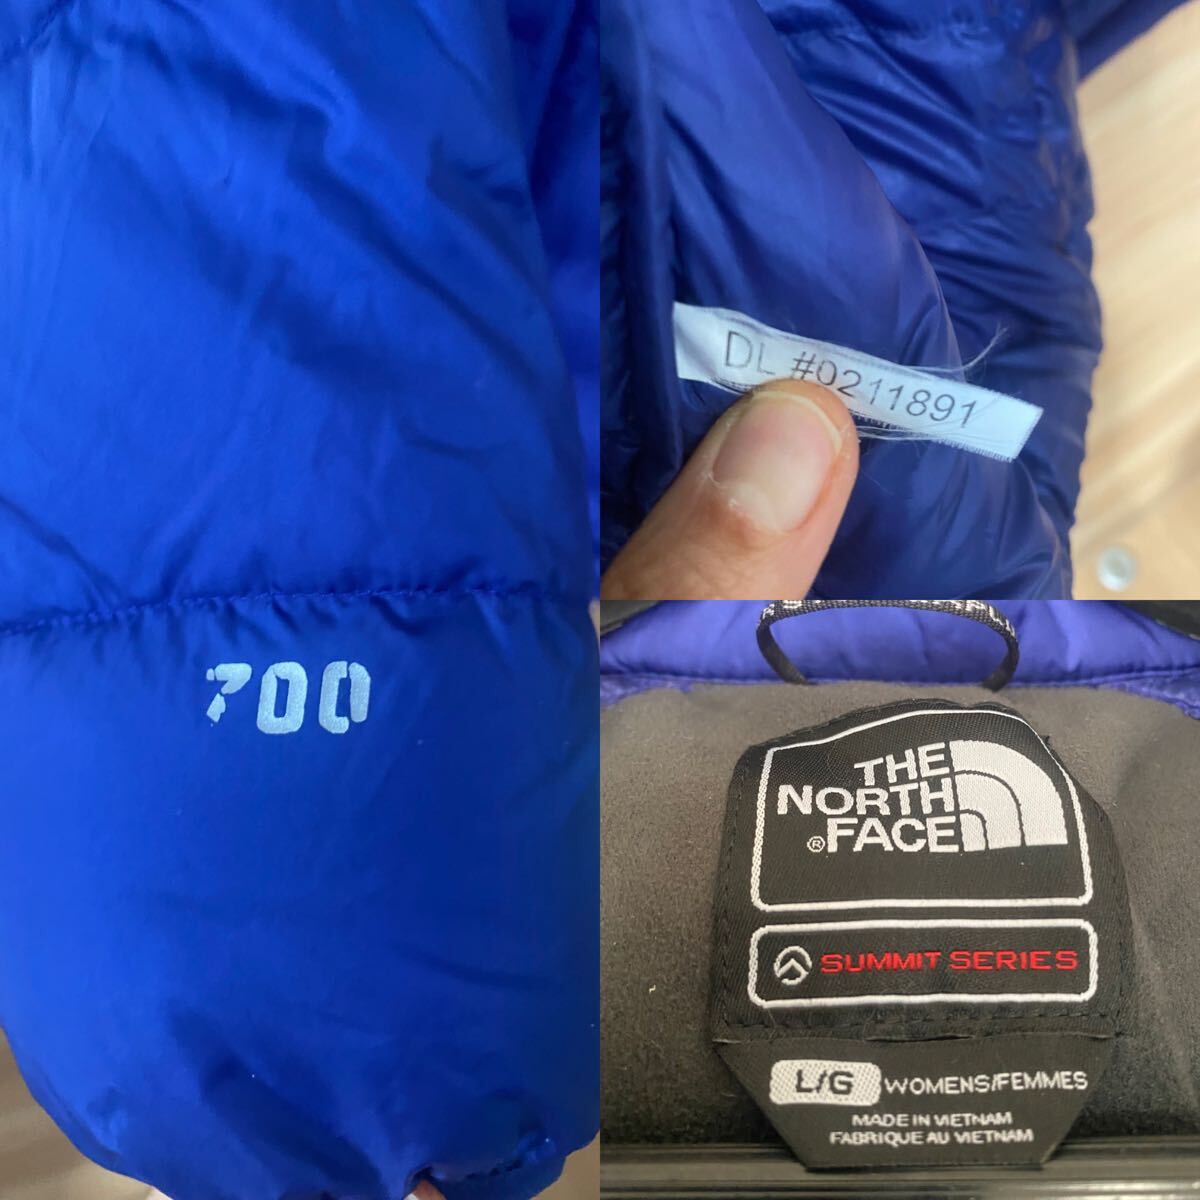 700
DL #0211891
THE
NORTH
® FACE
SUMMIT SERIES
L/G WOMENS/FEMMES
MADE IN VIETNAM
FABRIQUE AU VIETNAM